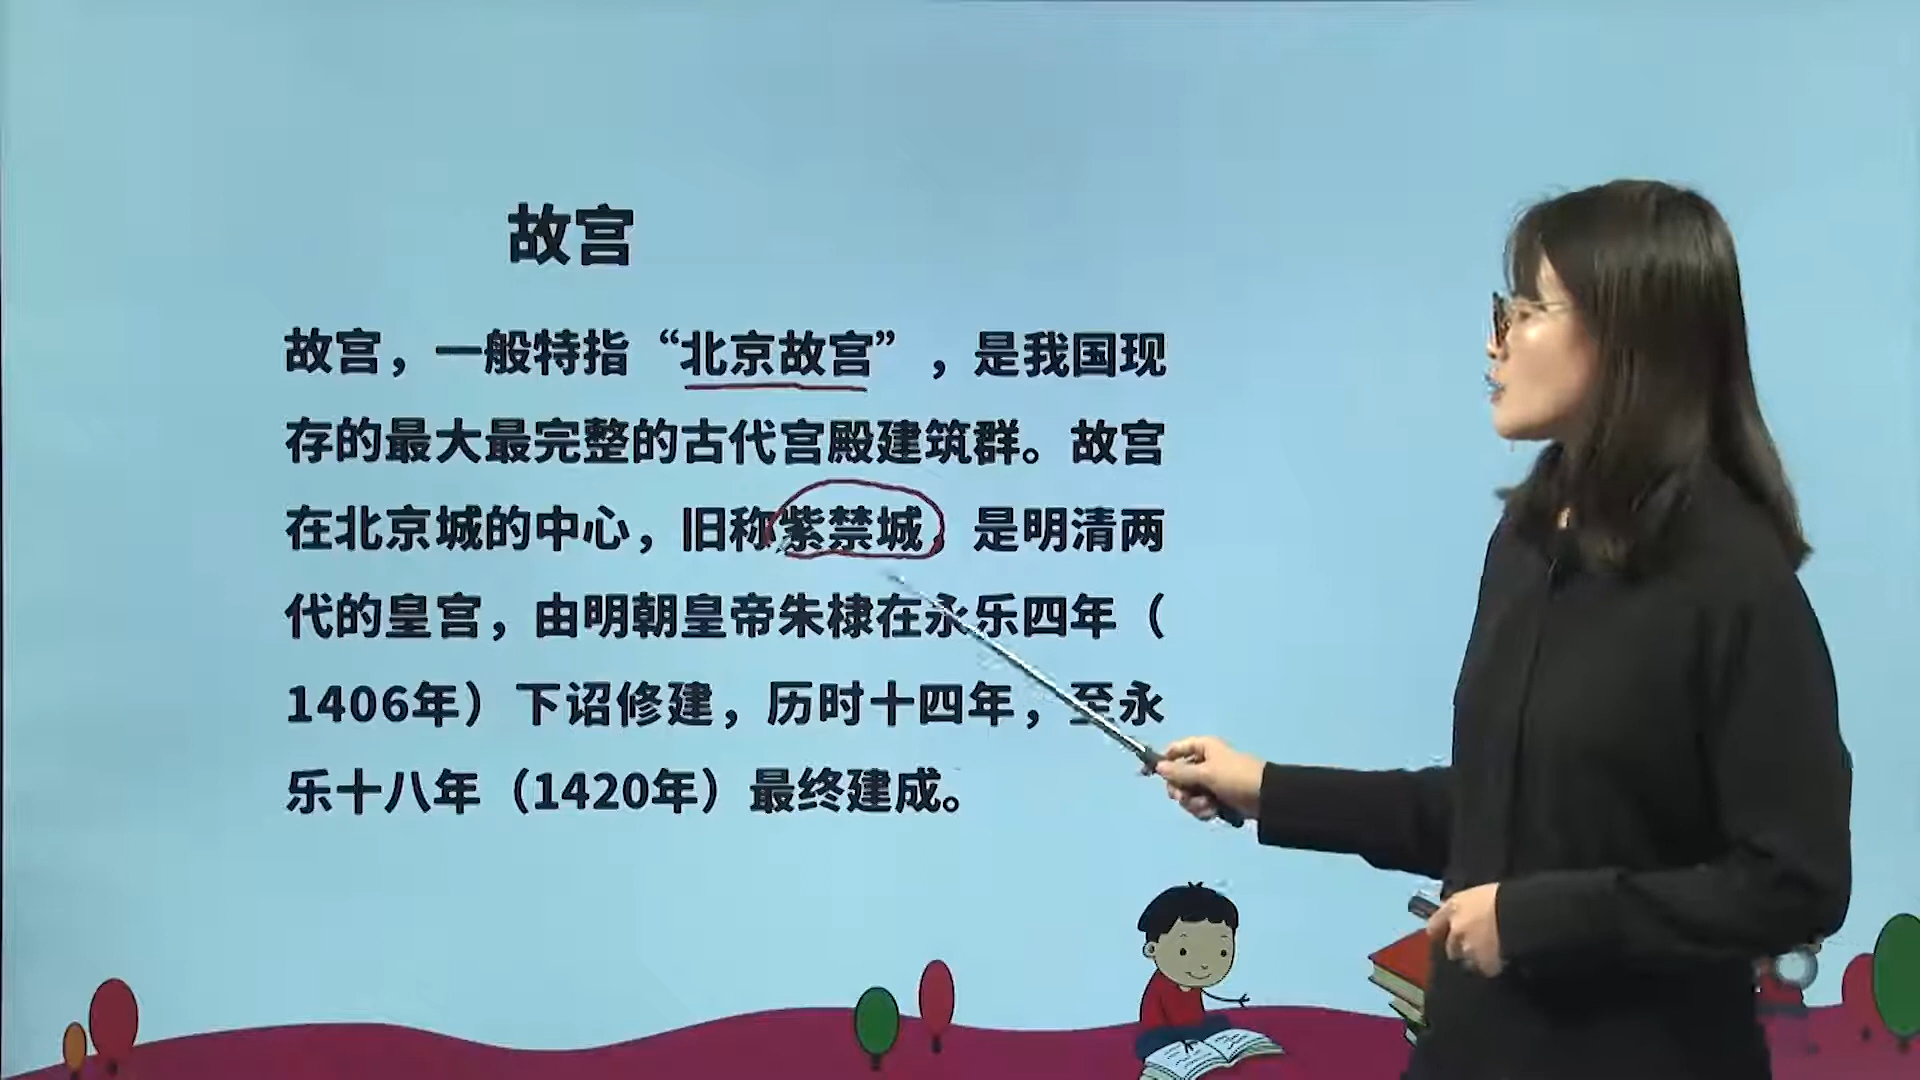 故宫
故宫，一般特指“北京故宫”，是我国现
存的最大最完整的古代宫殿建筑群。故宫
在北京城的中心，旧称紫禁城，是明清两
代的皇宫，由明朝皇帝朱棣在永乐四年（
1406年）下诏修建，历时十四年，至永
乐十八年（1420年）最终建成。